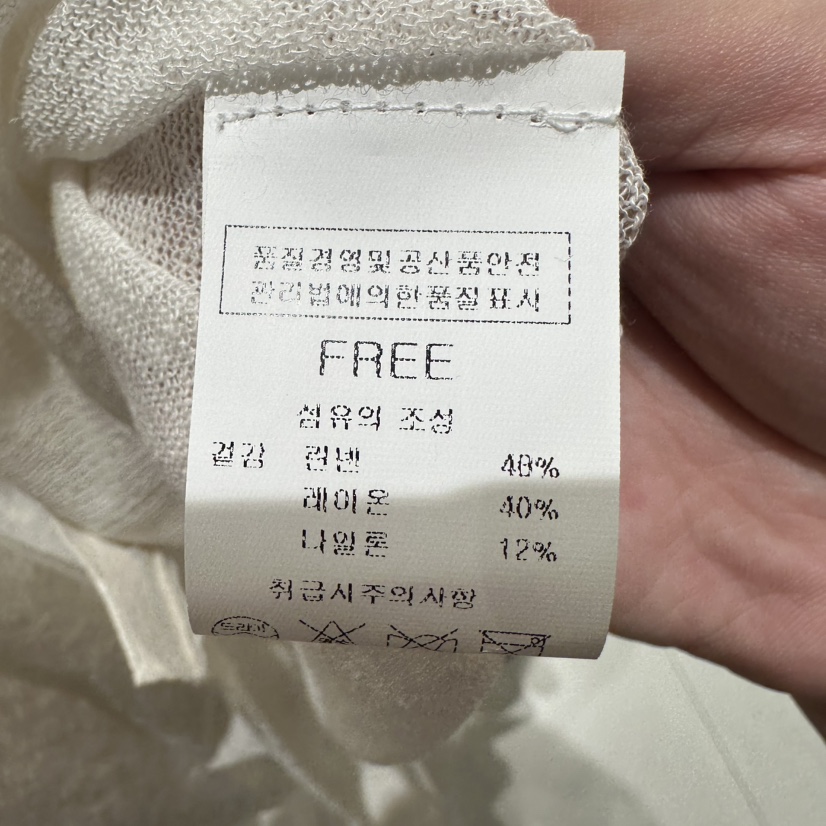 품질경영및공산품안전
관리법에의한품질표시
FREE
섬유의 조성
겉감 린넨 48%
레이온 40%
나일론 12%
취급시주의사항
드라이